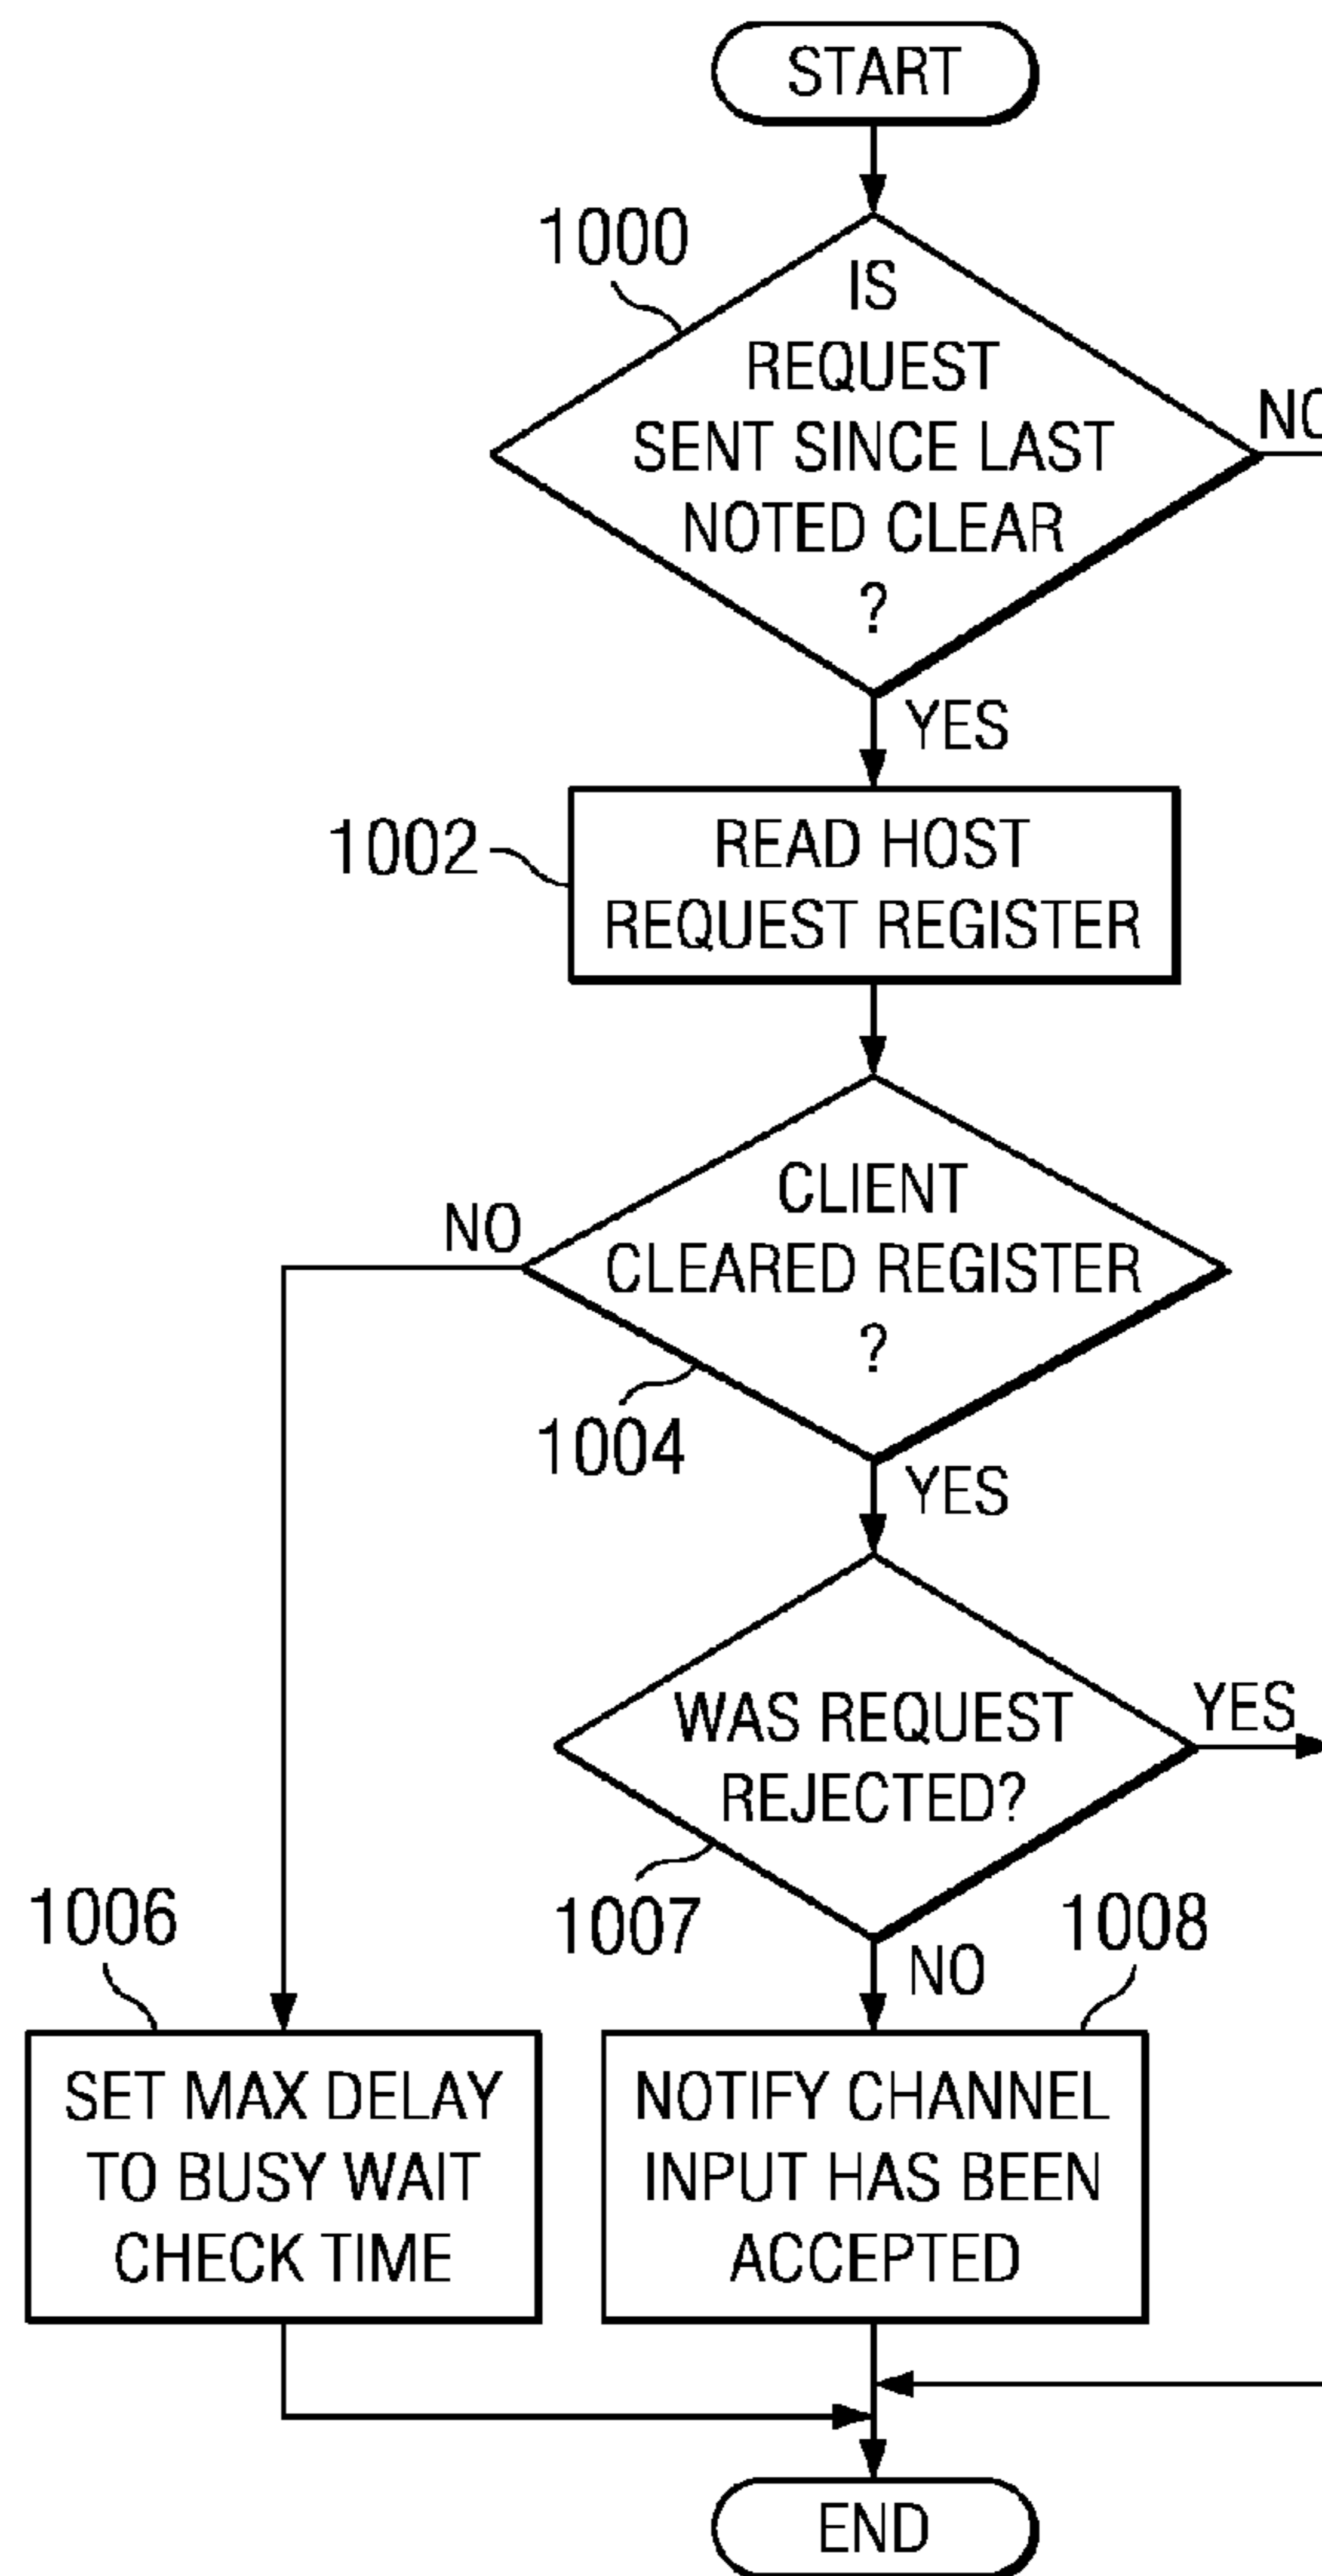 START
1000
IS
REQUEST
SENT SINCE LAST
NOTED CLEAR
?
NO
YES
1002
READ HOST
REQUEST REGISTER
CLIENT
CLEARED REGISTER
?
NO
1004
YES
WAS REQUEST
REJECTED?
YES
1007
NO
1006
1008
SET MAX DELAY
TO BUSY WAIT
CHECK TIME
NOTIFY CHANNEL
INPUT HAS BEEN
ACCEPTED
END